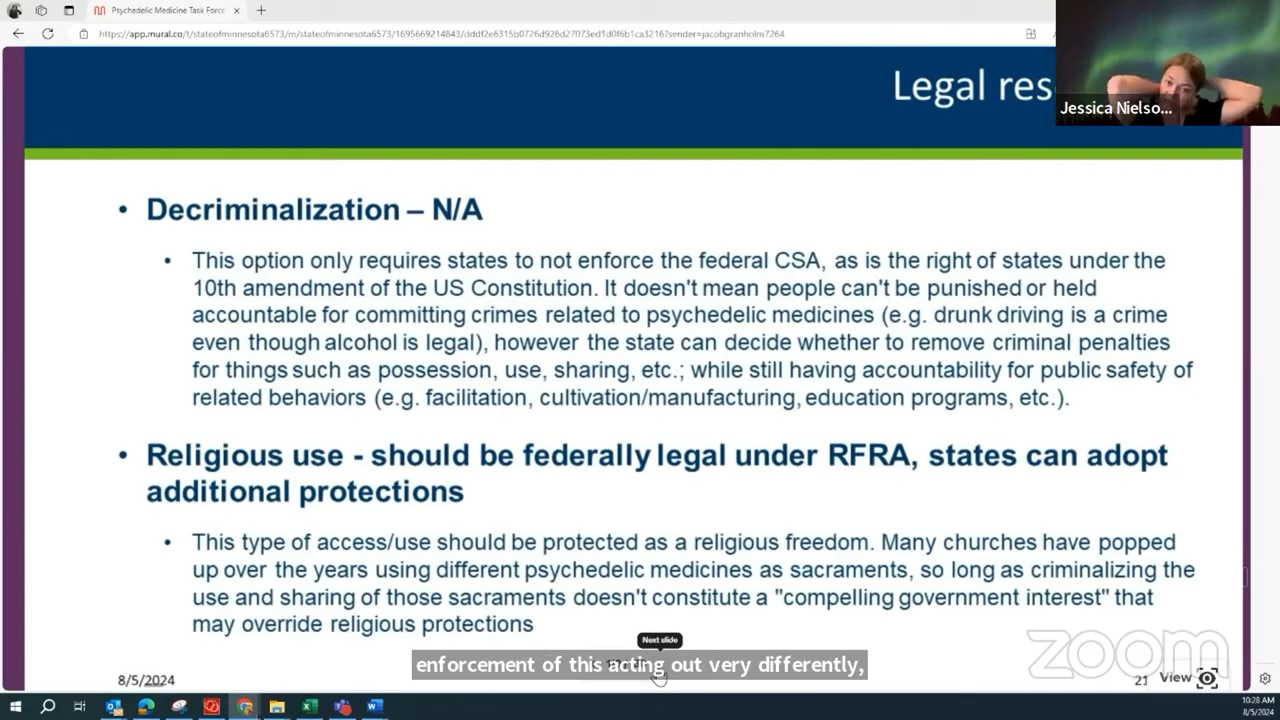 Psychedelic Medicine Task Force
https://app.mural.co/t/stateofminnesota6573/m/stateofminnesota6573/1695669214843/dddf2e6315b0726d926d27073ed1d0f6b1ca3216?sender=jacobgranholm7264
Legal res
Jessica Nielso...
• Decriminalization – N/A
• This option only requires states to not enforce the federal CSA, as is the right of states under the
10th amendment of the US Constitution. It doesn't mean people can't be punished or held
accountable for committing crimes related to psychedelic medicines (e.g. drunk driving is a crime
even though alcohol is legal), however the state can decide whether to remove criminal penalties
for things such as possession, use, sharing, etc.; while still having accountability for public safety of
related behaviors (e.g. facilitation, cultivation/manufacturing, education programs, etc.).
• Religious use - should be federally legal under RFRA, states can adopt
additional protections
• This type of access/use should be protected as a religious freedom. Many churches have popped
up over the years using different psychedelic medicines as sacraments, so long as criminalizing the
use and sharing of those sacraments doesn't constitute a "compelling government interest" that
may override religious protections
Next slide
zoom
enforcement of this acting out very differently,
8/5/2024
21
View
10:28 AM
8/5/2024